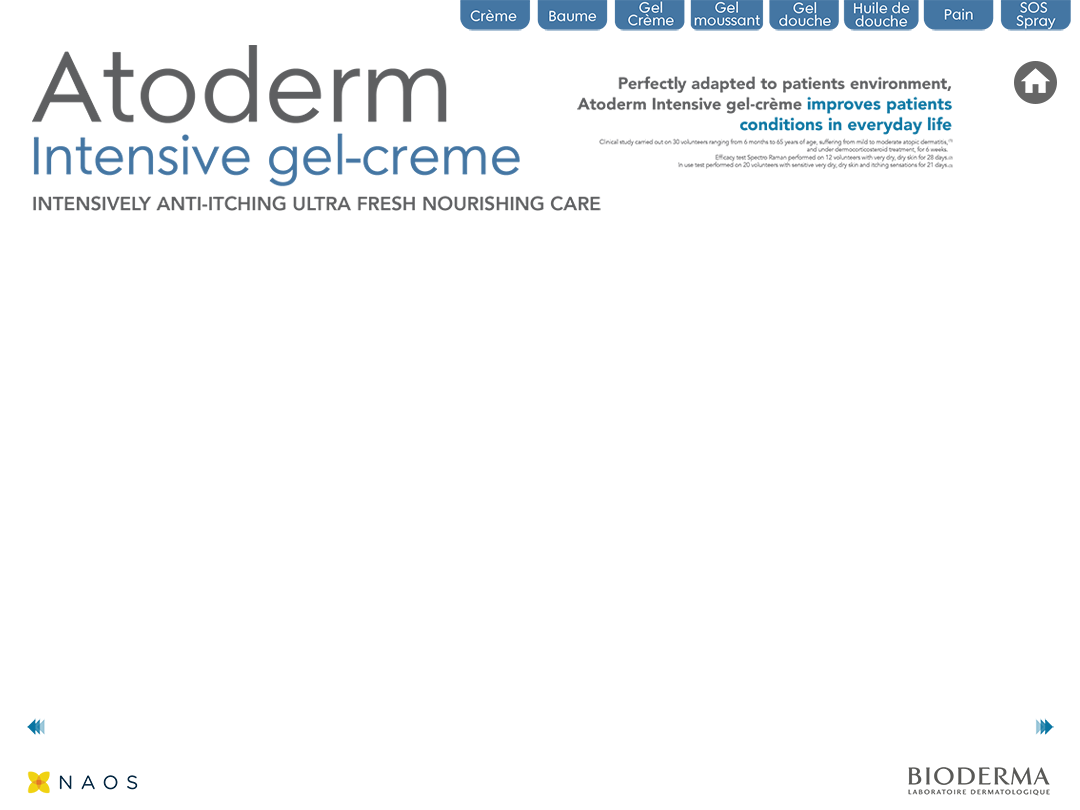 Crème
Baume
Gel
Crème
Gel
moussant
Gel
douche
Huile de
douche
Pain
SOS
Spray
Atoderm
Intensive gel-creme
INTENSIVELY ANTI-ITCHING ULTRA FRESH NOURISHING CARE
Perfectly adapted to patients environment,
Atoderm Intensive gel-crème improves patients
conditions in everyday life
Clinical study carried out on 30 volunteers ranging from 6 months to 65 years of age, suffering from mild to moderate atopic dermatitis,(1)
and under dermocorticosteroid treatment, for 6 weeks.
Efficacy test Spectro Raman performed on 12 volunteers with very dry, dry skin for 28 days.(2)
In use test performed on 20 volunteers with sensitive very dry, dry skin and itching sensations for 21 days.(3)
NAOS
BIODERMA
LABORATOIRE DERMATOLOGIQUE